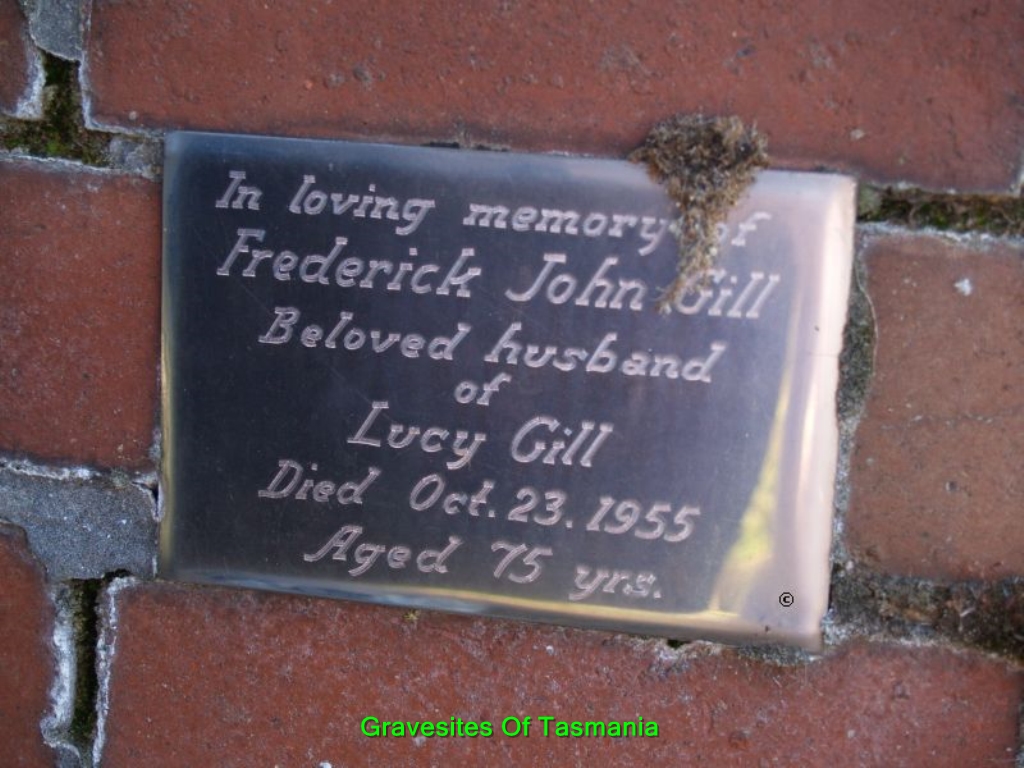 In loving memory of
Frederick John Gill
Beloved husband
of
Lucy Gill
Died Oct. 23. 1955
Aged 75 yrs.
©
Gravesites Of Tasmania